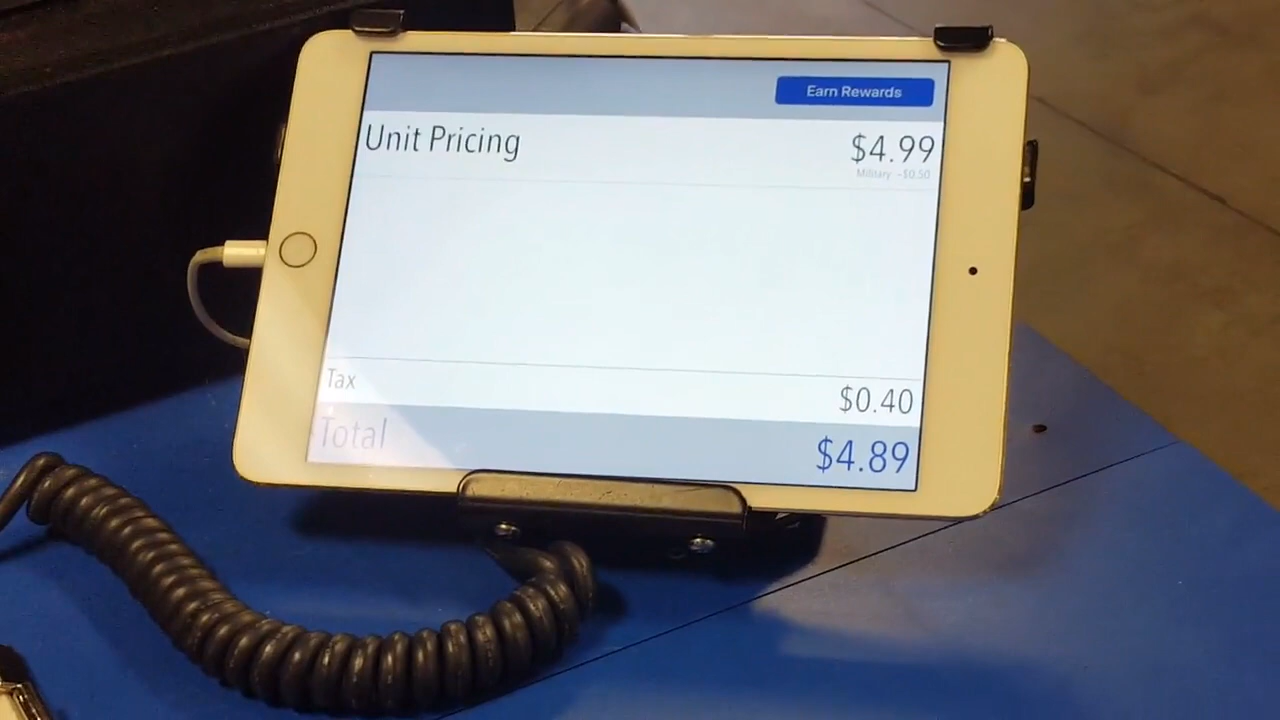 Earn Rewards
Unit Pricing $4.99
Military -$0.50
Tax $0.40
Total $4.89